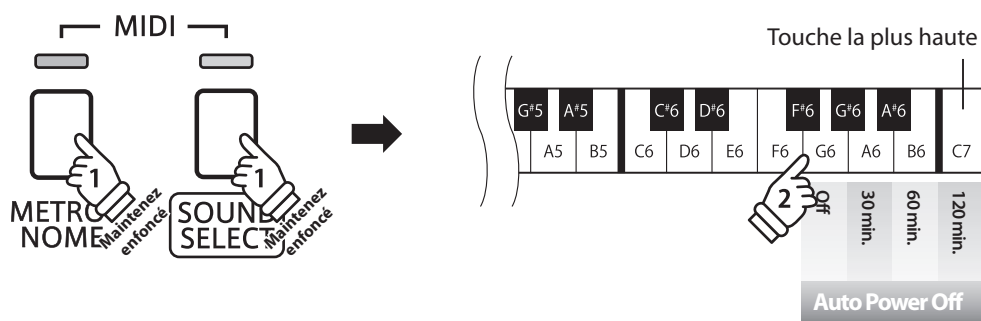 MIDI
1
1
METRO
NOME
Maintenez
enfoncé
SOUND
SELECT
Maintenez
enfoncé
Touche la plus haute
G#5 A#5 C#6 D#6 F#6 G#6 A#6
A5 B5 C6 D6 E6 F6 G6 A6 B6 C7
2
Off
30 min.
60 min.
120 min.
Auto Power Off